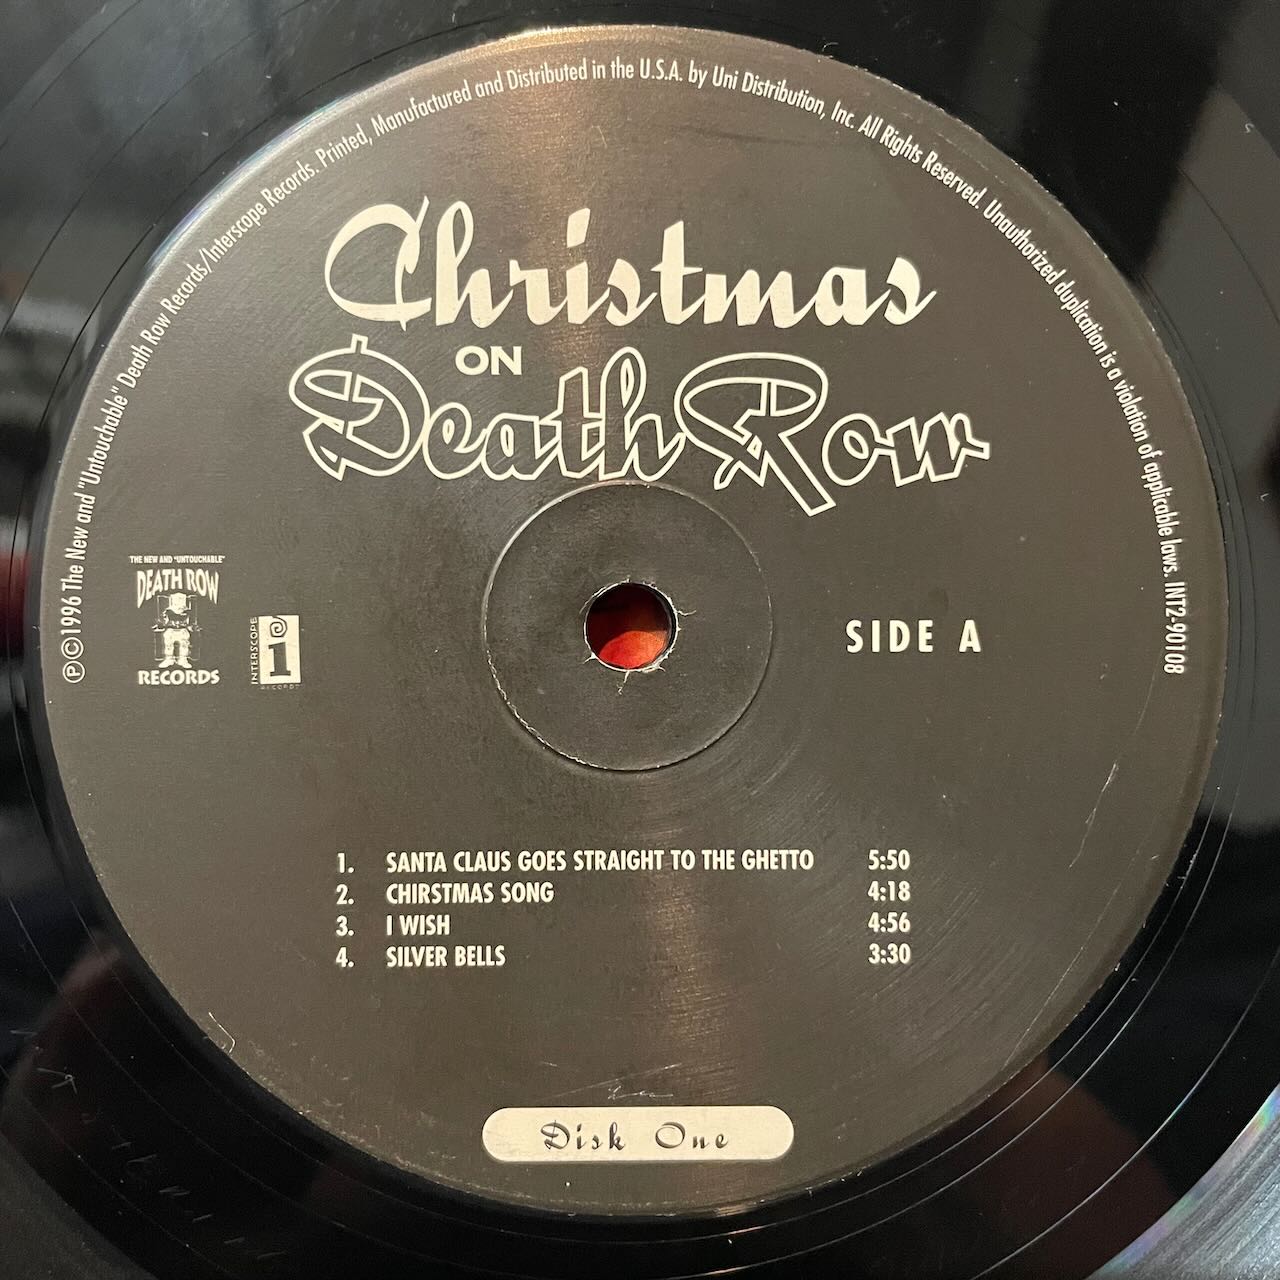 ℗©1996 The New and "Untouchable" Death Row Records/Interscope Records. Printed, Manufactured and Distributed in the U.S.A. by Uni Distribution, Inc. All Rights Reserved. Unauthorized duplication is a violation of applicable laws. INT2-90108
Christmas
ON
Death Row
THE NEW AND "UNTOUCHABLE"
DEATH ROW
RECORDS
INTERSCOPE
RECORDS
SIDE A
1. SANTA CLAUS GOES STRAIGHT TO THE GHETTO 5:50
2. CHIRSTMAS SONG 4:18
3. I WISH 4:56
4. SILVER BELLS 3:30
Disk One